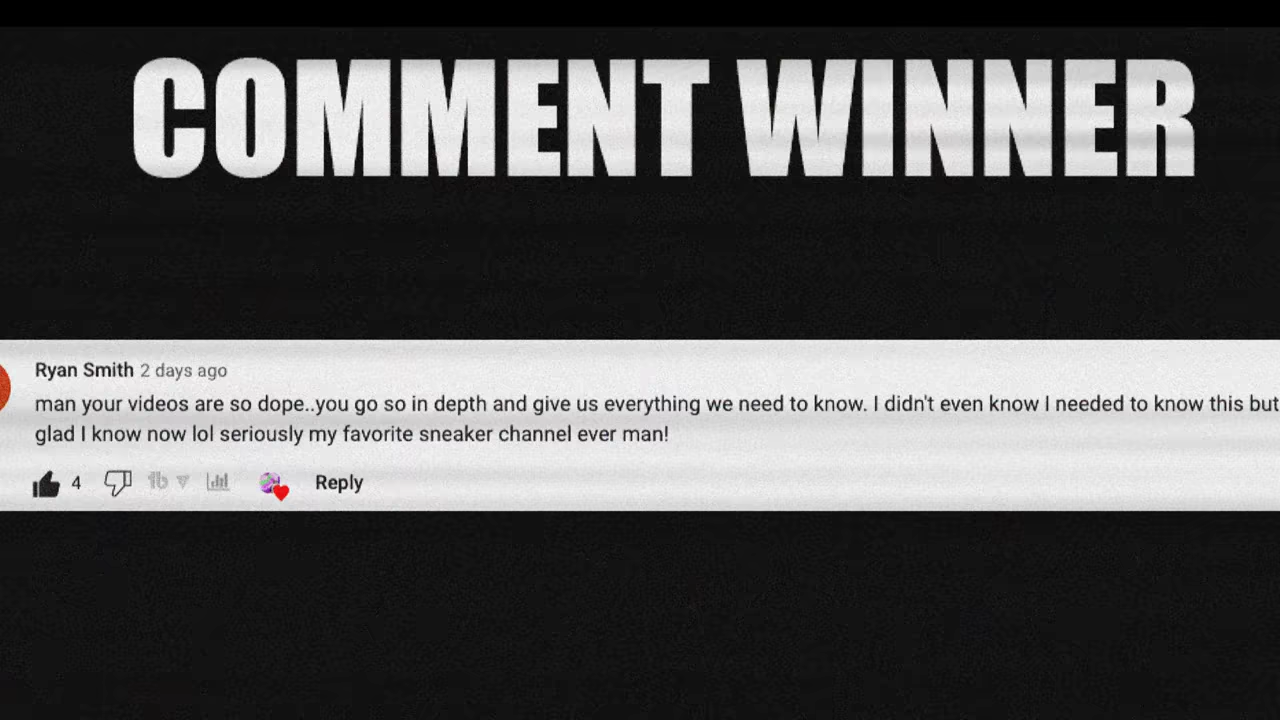 COMMENT WINNER
Ryan Smith 2 days ago
man your videos are so dope..you go so in depth and give us everything we need to know. I didn't even know I needed to know this but
glad I know now lol seriously my favorite sneaker channel ever man!
4 tb Reply